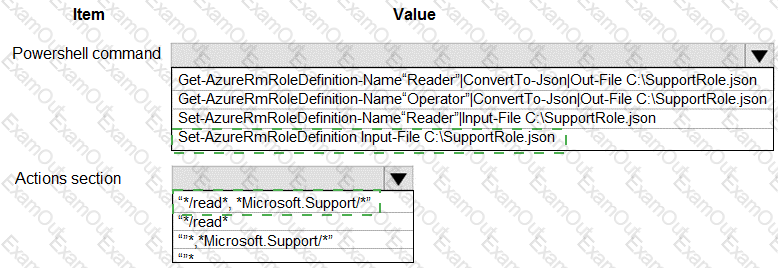 Item Value
Powershell command
Get-AzureRmRoleDefinition-Name“Reader”|ConvertTo-Json|Out-File C:\SupportRole.json
Get-AzureRmRoleDefinition-Name“Operator”|ConvertTo-Json|Out-File C:\SupportRole.json
Set-AzureRmRoleDefinition-Name“Reader”|Input-File C:\SupportRole.json
Set-AzureRmRoleDefinition Input-File C:\SupportRole.json
Actions section
“*/read*, *Microsoft.Support/*”
“*/read*
“”*,*Microsoft.Support/*”
“”*